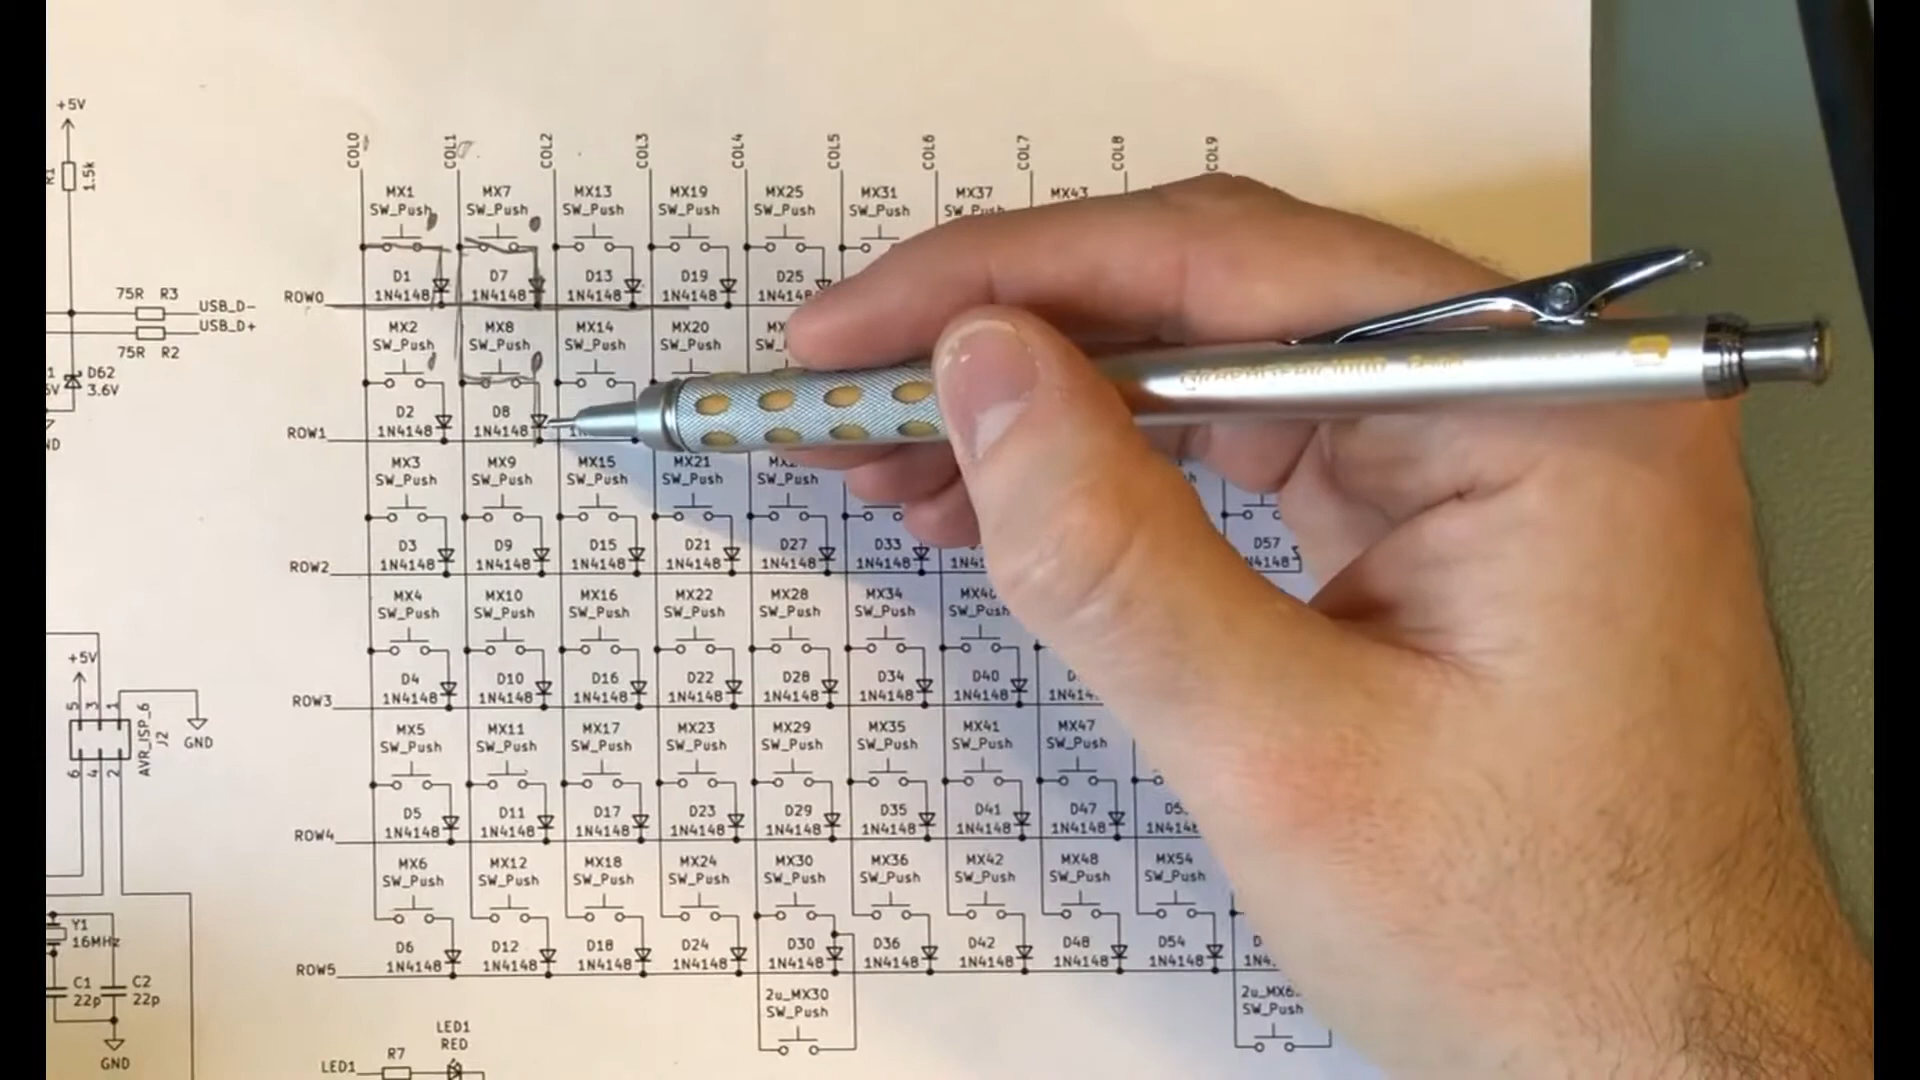 +5V
R1
1.5k
COL0
COL1
COL2
COL3
COL4
COL5
COL6
COL7
COL8
COL9
MX1 MX7 MX13 MX19 MX25 MX31 MX37 MX43
SW_Push SW_Push SW_Push SW_Push SW_Push SW_Push SW_Push
D1 D7 D13 D19 D25
ROW0 1N4148 1N4148 1N4148 1N4148 1N4148
75R R3 USB_D-
USB_D+
75R R2
MX2 MX8 MX14 MX20
SW_Push SW_Push SW_Push SW_Push
D62
3.6V
D2 D8
ROW1 1N4148 1N4148
MX3 MX9 MX15 MX21
SW_Push SW_Push SW_Push SW_Push SW_Push
D3 D9 D15 D21 D27 D33 D57
ROW2 1N4148 1N4148 1N4148 1N4148 1N4148 1N4148
MX4 MX10 MX16 MX22 MX28 MX34
SW_Push SW_Push SW_Push SW_Push SW_Push SW_Push SW_Push
D4 D10 D16 D22 D28 D34 D40
ROW3 1N4148 1N4148 1N4148 1N4148 1N4148 1N4148 1N4148
+5V
5 3 1
6 4 2
AVR_ISP_6
J2
GND
MX5 MX11 MX17 MX23 MX29 MX35 MX41 MX47
SW_Push SW_Push SW_Push SW_Push SW_Push SW_Push SW_Push SW_Push
D5 D11 D17 D23 D29 D35 D41 D47
ROW4 1N4148 1N4148 1N4148 1N4148 1N4148 1N4148 1N4148 1N4148
MX6 MX12 MX18 MX24 MX30 MX36 MX42 MX48 MX54
SW_Push SW_Push SW_Push SW_Push SW_Push SW_Push SW_Push SW_Push SW_Push
D6 D12 D18 D24 D30 D36 D42 D48 D54
ROW5 1N4148 1N4148 1N4148 1N4148 1N4148 1N4148 1N4148 1N4148 1N4148
Y1
16MHz
C1 C2
22p 22p
GND
2u_MX30
SW_Push
SW_Push
LED1
RED
R7
LED1